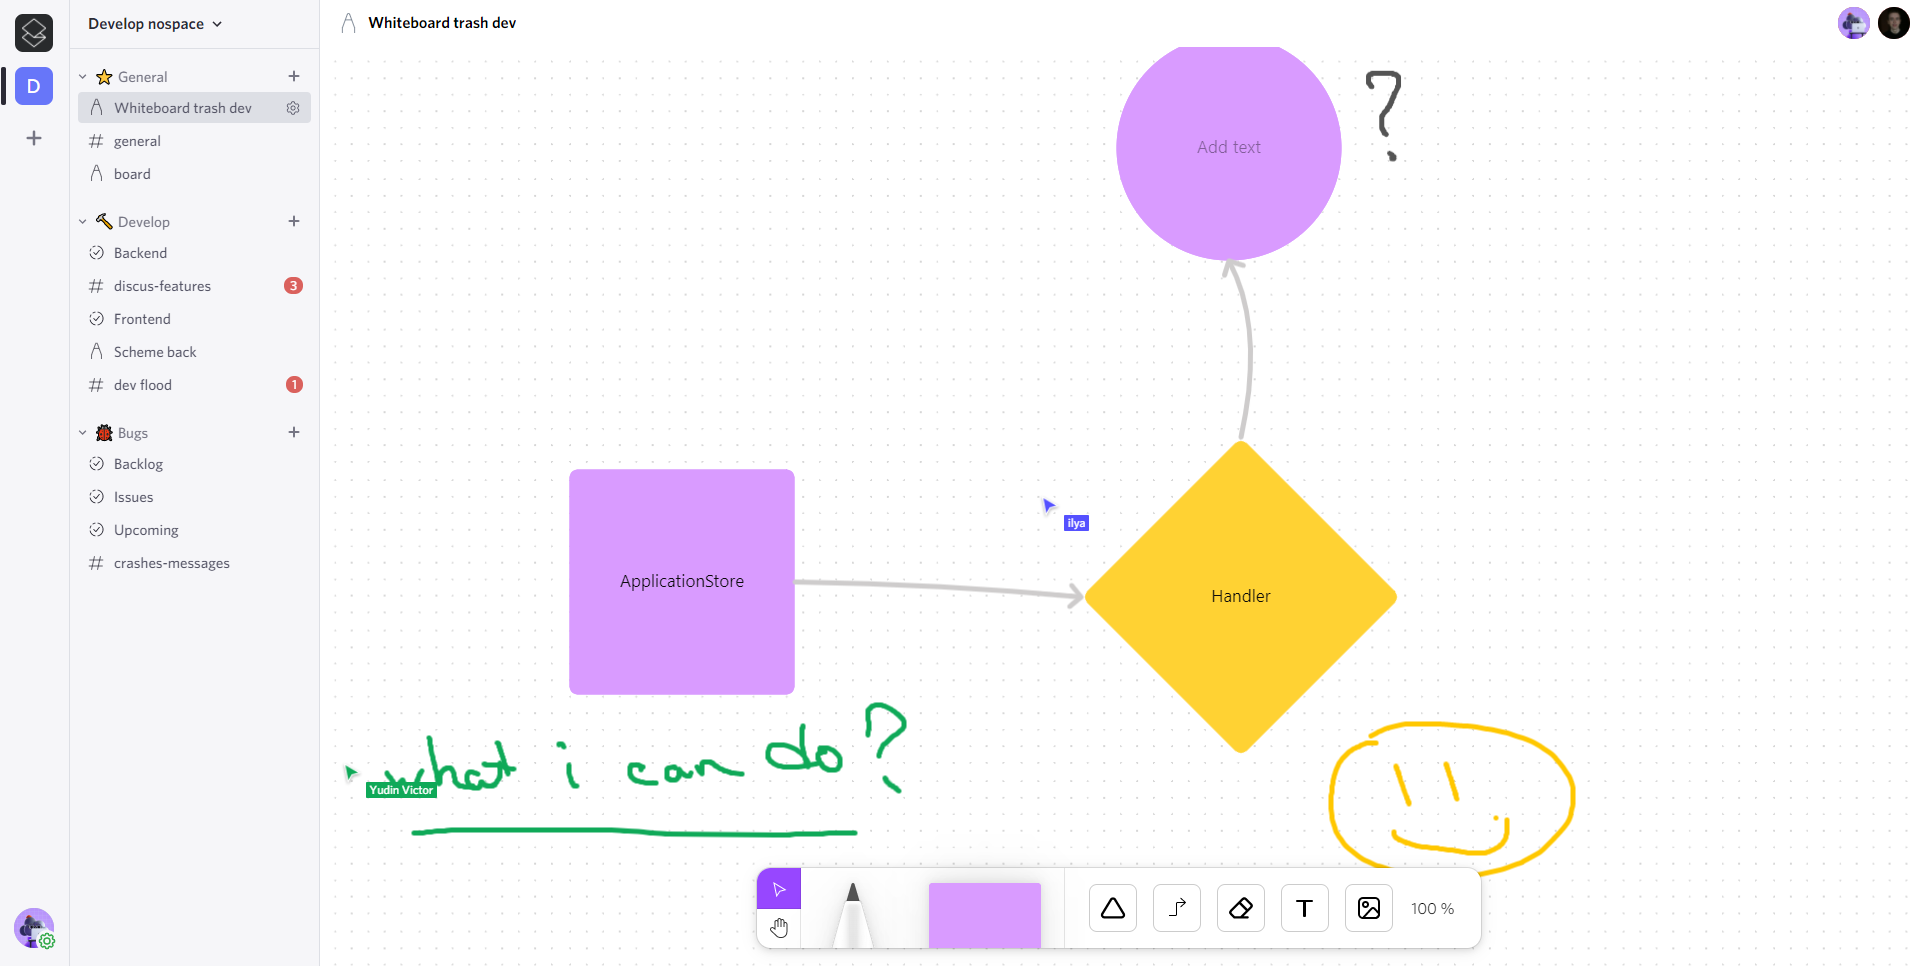 Develop nospace
Whiteboard trash dev
D
General
Whiteboard trash dev
general
board
Develop
Backend
discus-features
3
Frontend
Scheme back
dev flood
1
Bugs
Backlog
Issues
Upcoming
crashes-messages
Add text
?
ilya
ApplicationStore
Handler
what i can do?
Yudin Victor
T
100 %